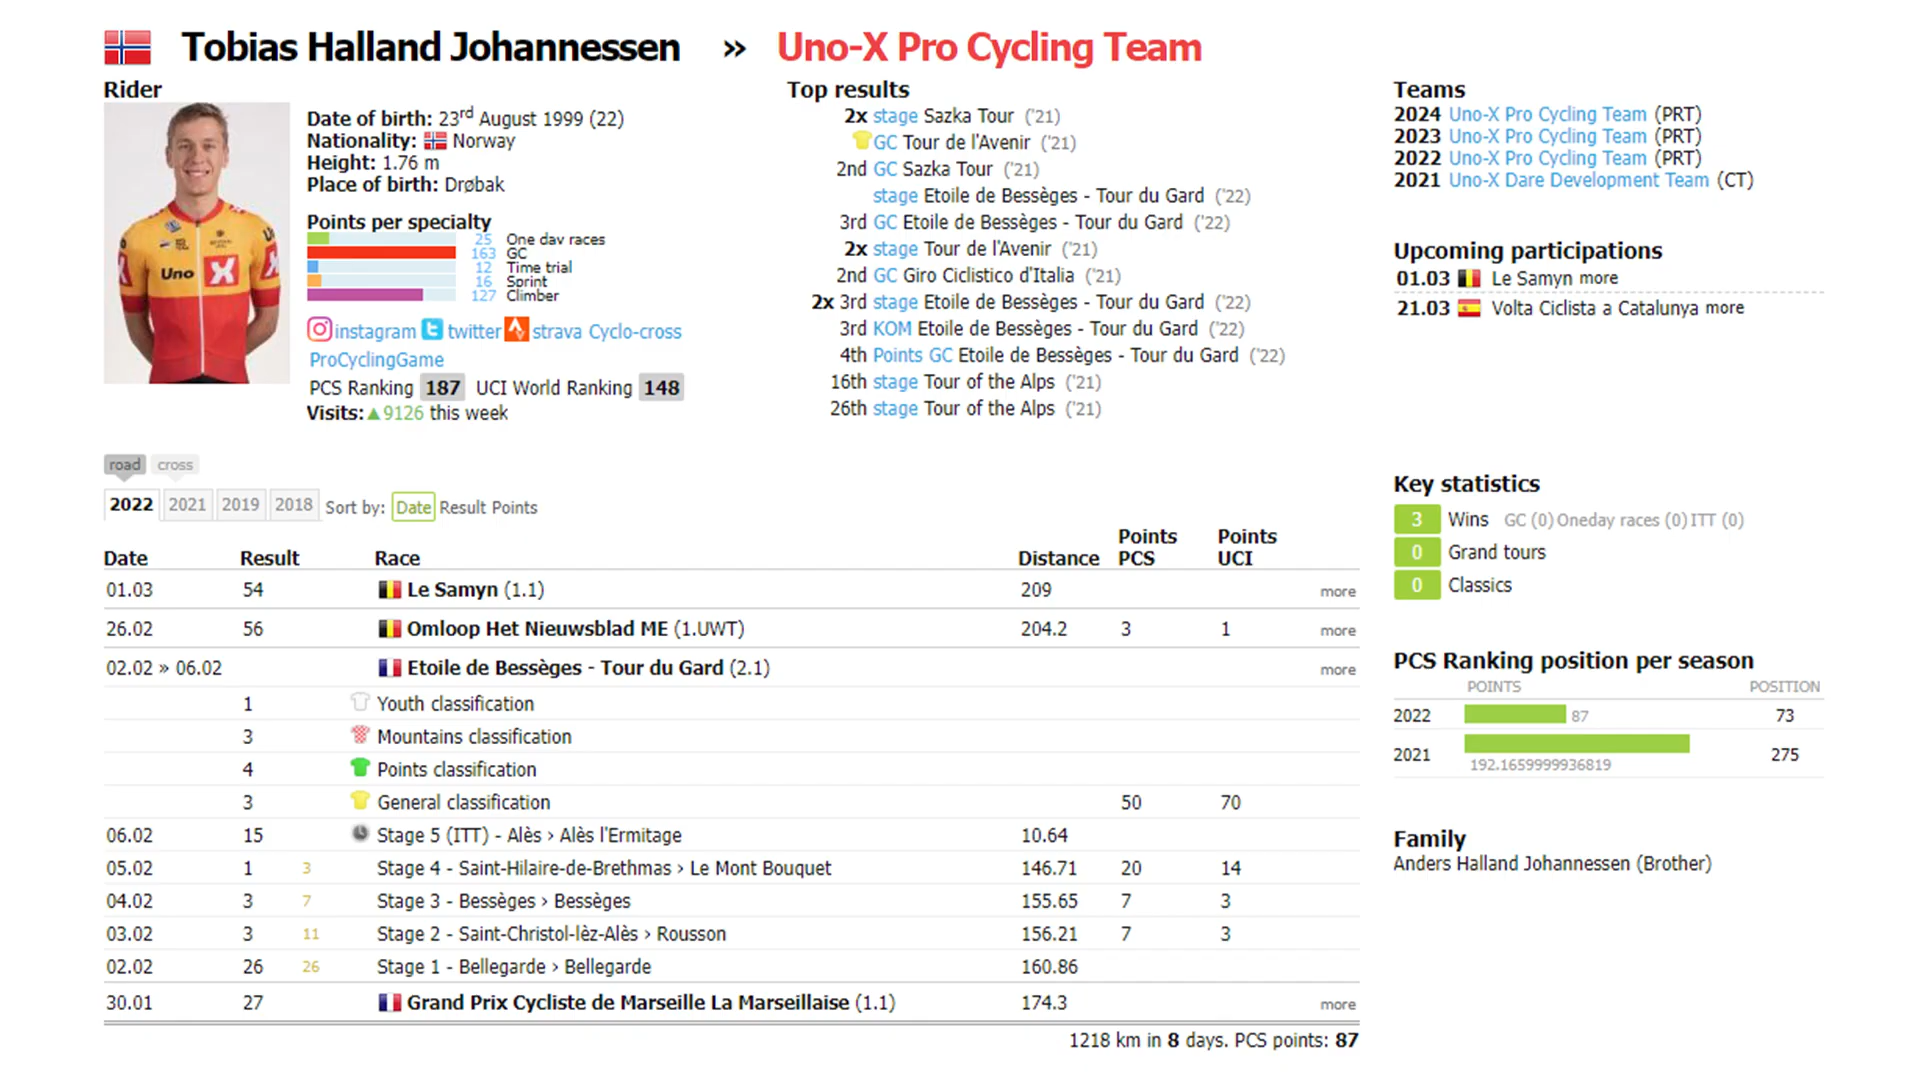 Tobias Halland Johannessen » Uno-X Pro Cycling Team
Rider
Uno X
Date of birth: 23rd August 1999 (22)
Nationality: Norway
Height: 1.76 m
Place of birth: Drøbak
Points per specialty
25 One day races
163 GC
12 Time trial
16 Sprint
127 Climber
instagram twitter strava Cyclo-cross
ProCyclingGame
PCS Ranking 187 UCI World Ranking 148
Visits: ▲9126 this week
Top results
2x stage Sazka Tour ('21)
GC Tour de l'Avenir ('21)
2nd GC Sazka Tour ('21)
stage Etoile de Bessèges - Tour du Gard ('22)
3rd GC Etoile de Bessèges - Tour du Gard ('22)
2x stage Tour de l'Avenir ('21)
2nd GC Giro Ciclistico d'Italia ('21)
2x 3rd stage Etoile de Bessèges - Tour du Gard ('22)
3rd KOM Etoile de Bessèges - Tour du Gard ('22)
4th Points GC Etoile de Bessèges - Tour du Gard ('22)
16th stage Tour of the Alps ('21)
26th stage Tour of the Alps ('21)
Teams
2024 Uno-X Pro Cycling Team (PRT)
2023 Uno-X Pro Cycling Team (PRT)
2022 Uno-X Pro Cycling Team (PRT)
2021 Uno-X Dare Development Team (CT)
Upcoming participations
01.03 Le Samyn more
21.03 Volta Ciclista a Catalunya more
road cross
2022 2021 2019 2018 Sort by: Date Result Points
Date Result Race Distance Points PCS Points UCI
01.03 54 Le Samyn (1.1) 209 more
26.02 56 Omloop Het Nieuwsblad ME (1.UWT) 204.2 3 1 more
02.02 » 06.02 Etoile de Bessèges - Tour du Gard (2.1) more
1 Youth classification
3 Mountains classification
4 Points classification
3 General classification 50 70
06.02 15 Stage 5 (ITT) - Alès › Alès l'Ermitage 10.64
05.02 1 3 Stage 4 - Saint-Hilaire-de-Brethmas › Le Mont Bouquet 146.71 20 14
04.02 3 7 Stage 3 - Bessèges › Bessèges 155.65 7 3
03.02 3 11 Stage 2 - Saint-Christol-lèz-Alès › Rousson 156.21 7 3
02.02 26 26 Stage 1 - Bellegarde › Bellegarde 160.86
30.01 27 Grand Prix Cycliste de Marseille La Marseillaise (1.1) 174.3 more
1218 km in 8 days. PCS points: 87
Key statistics
3 Wins GC (0) Oneday races (0) ITT (0)
0 Grand tours
0 Classics
PCS Ranking position per season
POINTS POSITION
2022 87 73
2021 192.1659999936819 275
Family
Anders Halland Johannessen (Brother)